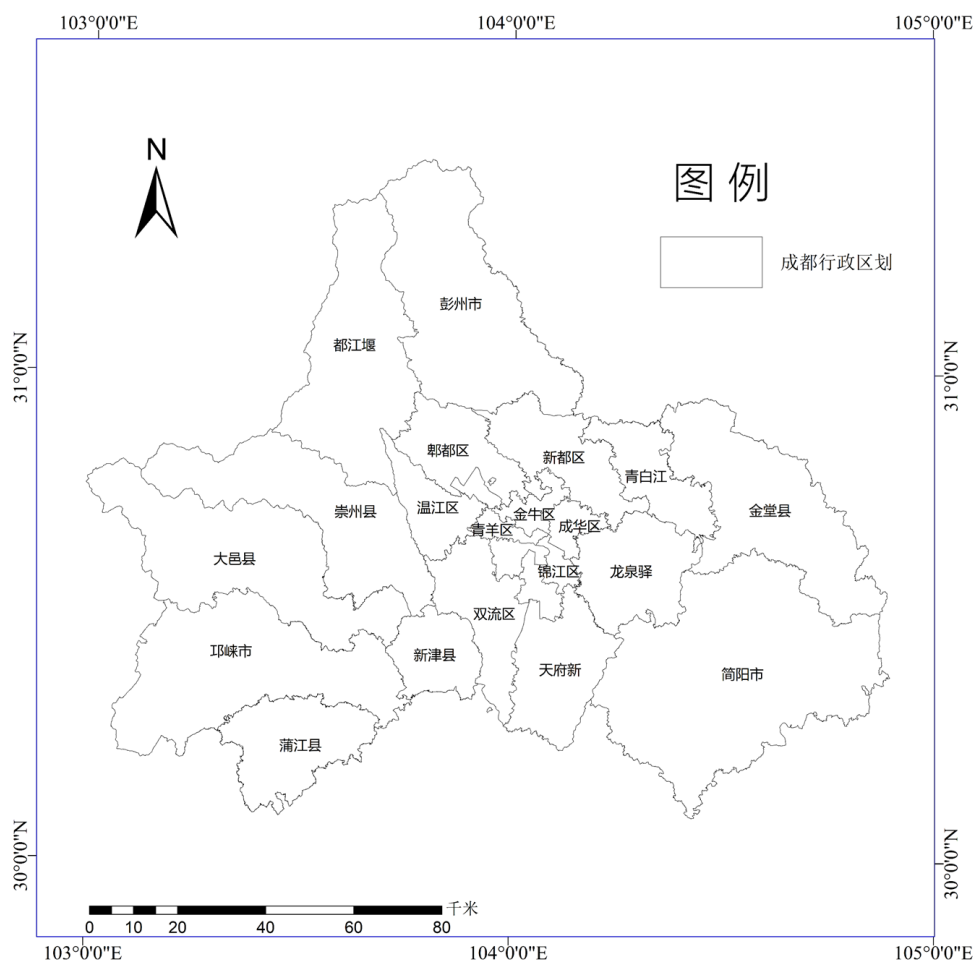 103°0'0"E
104°0'0"E
105°0'0"E
N
图 例
成都行政区划
彭州市
都江堰
31°0'0"N
31°0'0"N
郫都区
新都区
青白江
温江区
崇州县
金牛区
青羊区
成华区
金堂县
大邑县
锦江区
龙泉驿
双流区
邛崃市
新津县
天府新
简阳市
蒲江县
30°0'0"N
30°0'0"N
千米
0 10 20 40 60 80
103°0'0"E
104°0'0"E
105°0'0"E